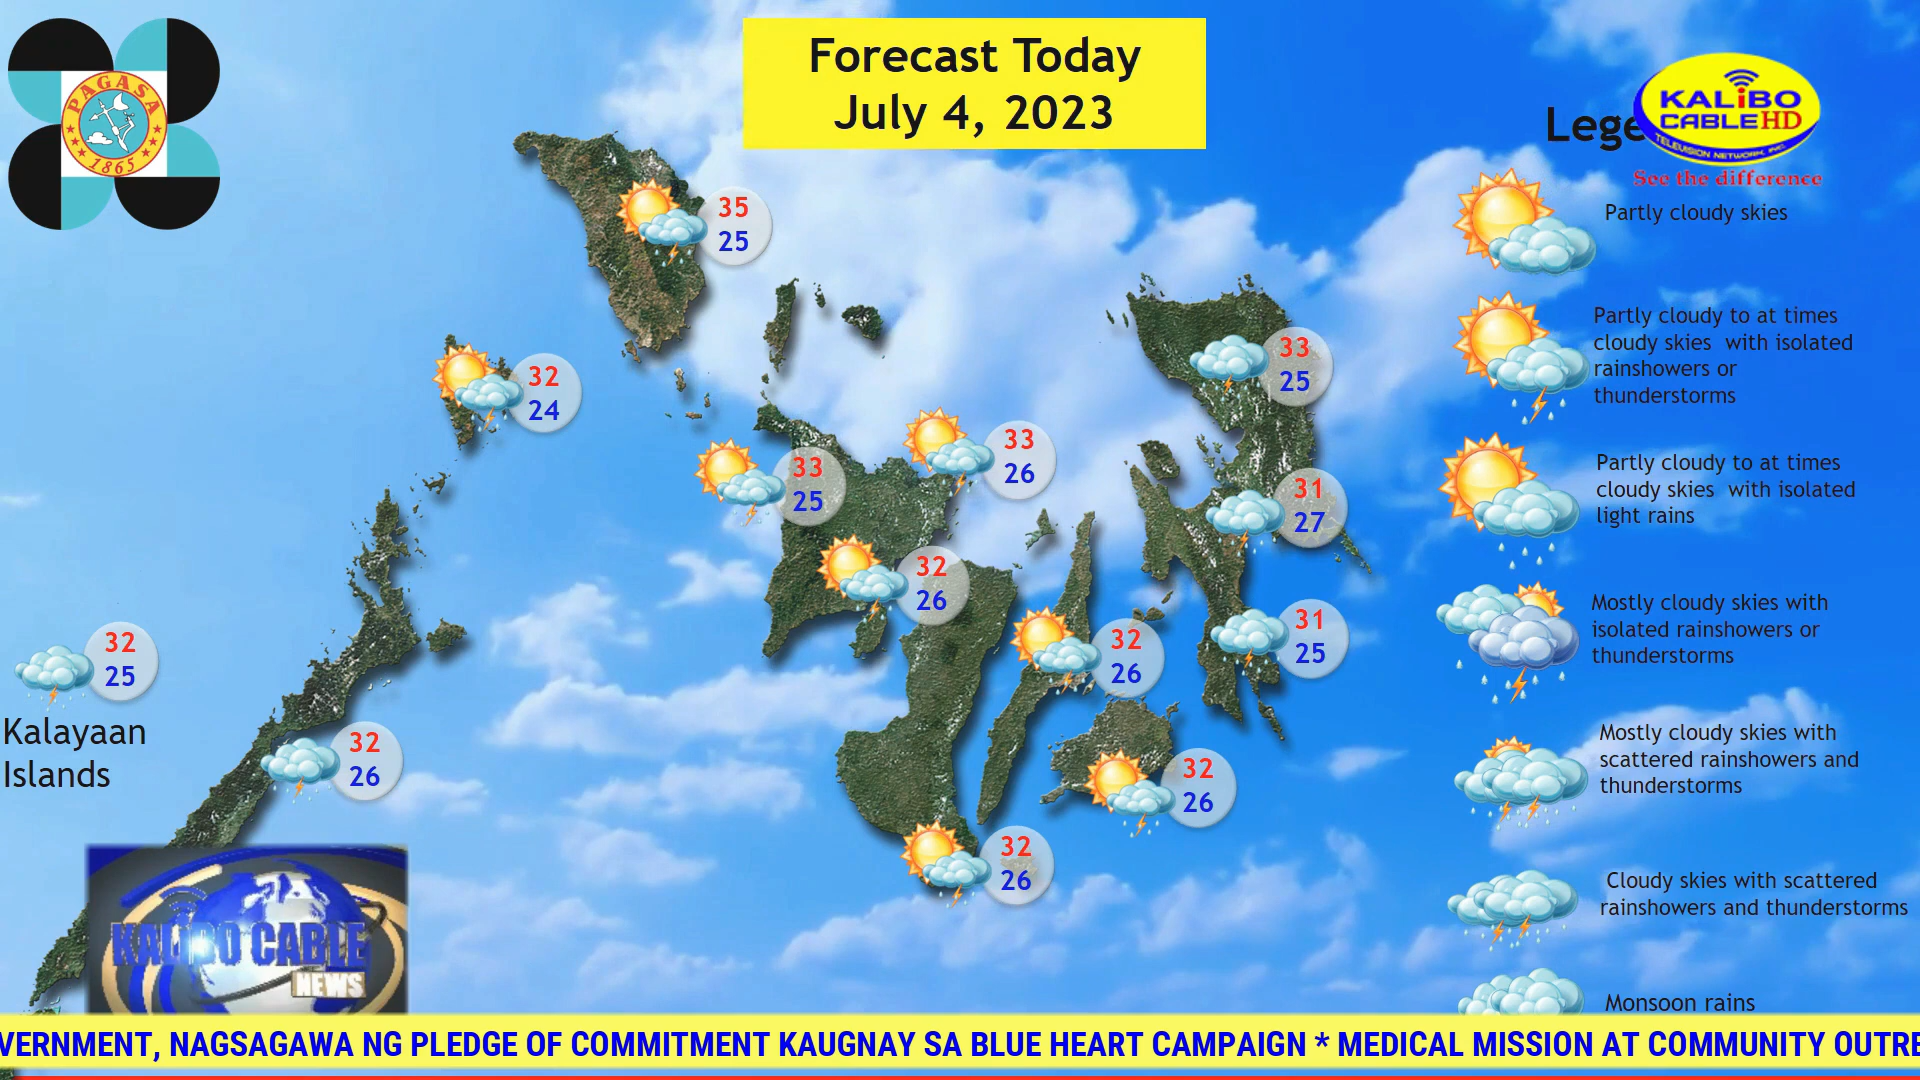 PAGASA
1865
Forecast Today
July 4, 2023
Lege
KALiBO
CABLE HD
TELEVISION NETWORK, INC.
See the difference
Partly cloudy skies
Partly cloudy to at times
cloudy skies with isolated
rainshowers or
thunderstorms
Partly cloudy to at times
cloudy skies with isolated
light rains
Mostly cloudy skies with
isolated rainshowers or
thunderstorms
Mostly cloudy skies with
scattered rainshowers and
thunderstorms
Cloudy skies with scattered
rainshowers and thunderstorms
Monsoon rains
35
25
32
24
33
25
33
26
33
25
31
27
32
26
32
26
31
25
32
25
Kalayaan
Islands
32
26
32
26
32
26
KALIBO CABLE
NEWS
VERNMENT, NAGSAGAWA NG PLEDGE OF COMMITMENT KAUGNAY SA BLUE HEART CAMPAIGN * MEDICAL MISSION AT COMMUNITY OUTRE